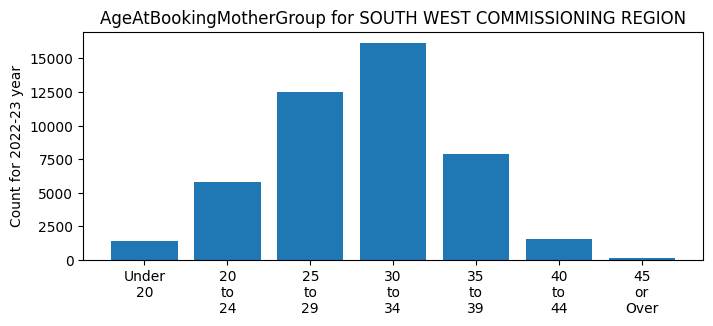 AgeAtBookingMotherGroup for SOUTH WEST COMMISSIONING REGION
Count for 2022-23 year
15000
12500
10000
7500
5000
2500
0
Under
20
20
to
24
25
to
29
30
to
34
35
to
39
40
to
44
45
or
Over